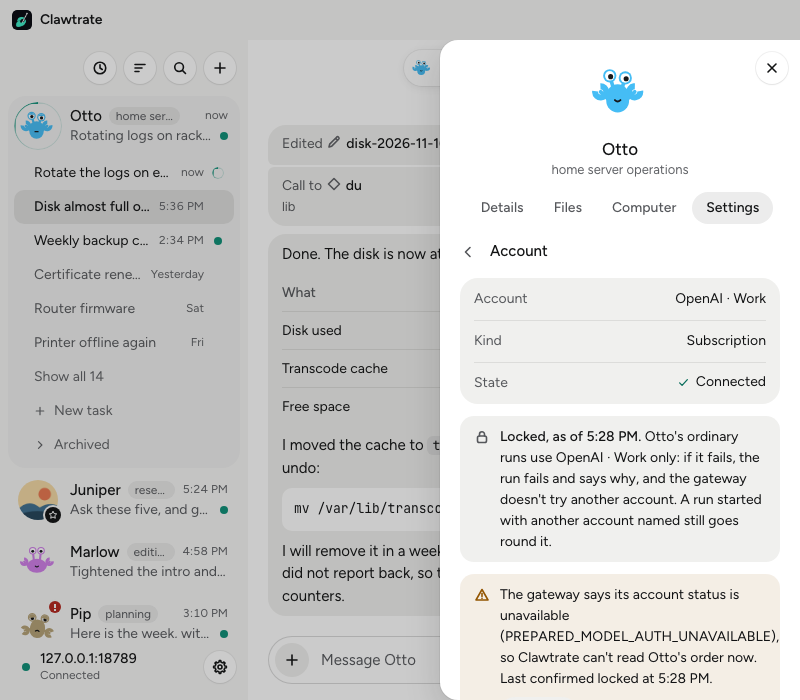 Clawtrate
Otto home ser... now
Rotating logs on rack...
Rotate the logs on e... now
Disk almost full o... 5:36 PM
Weekly backup c... 2:34 PM
Certificate rene... Yesterday
Router firmware Sat
Printer offline again Fri
Show all 14
New task
Archived
Juniper rese... 5:24 PM
Ask these five, and g...
Marlow editi... 4:58 PM
Tightened the intro and...
Pip planning 3:10 PM
Here is the week. wit...
127.0.0.1:18789
Connected
Edited disk-2026-11-1
Call to du
lib
Done. The disk is now at
What
Disk used
Transcode cache
Free space
I moved the cache to
undo:
mv /var/lib/transco
I will remove it in a week
did not report back, so t
counters.
Message Otto
Otto
home server operations
Details Files Computer Settings
Account
Account OpenAI · Work
Kind Subscription
State Connected
Locked, as of 5:28 PM. Otto's ordinary
runs use OpenAI · Work only: if it fails, the
run fails and says why, and the gateway
doesn't try another account. A run started
with another account named still goes
round it.
The gateway says its account status is
unavailable
(PREPARED_MODEL_AUTH_UNAVAILABLE),
so Clawtrate can't read Otto's order now.
Last confirmed locked at 5:28 PM.